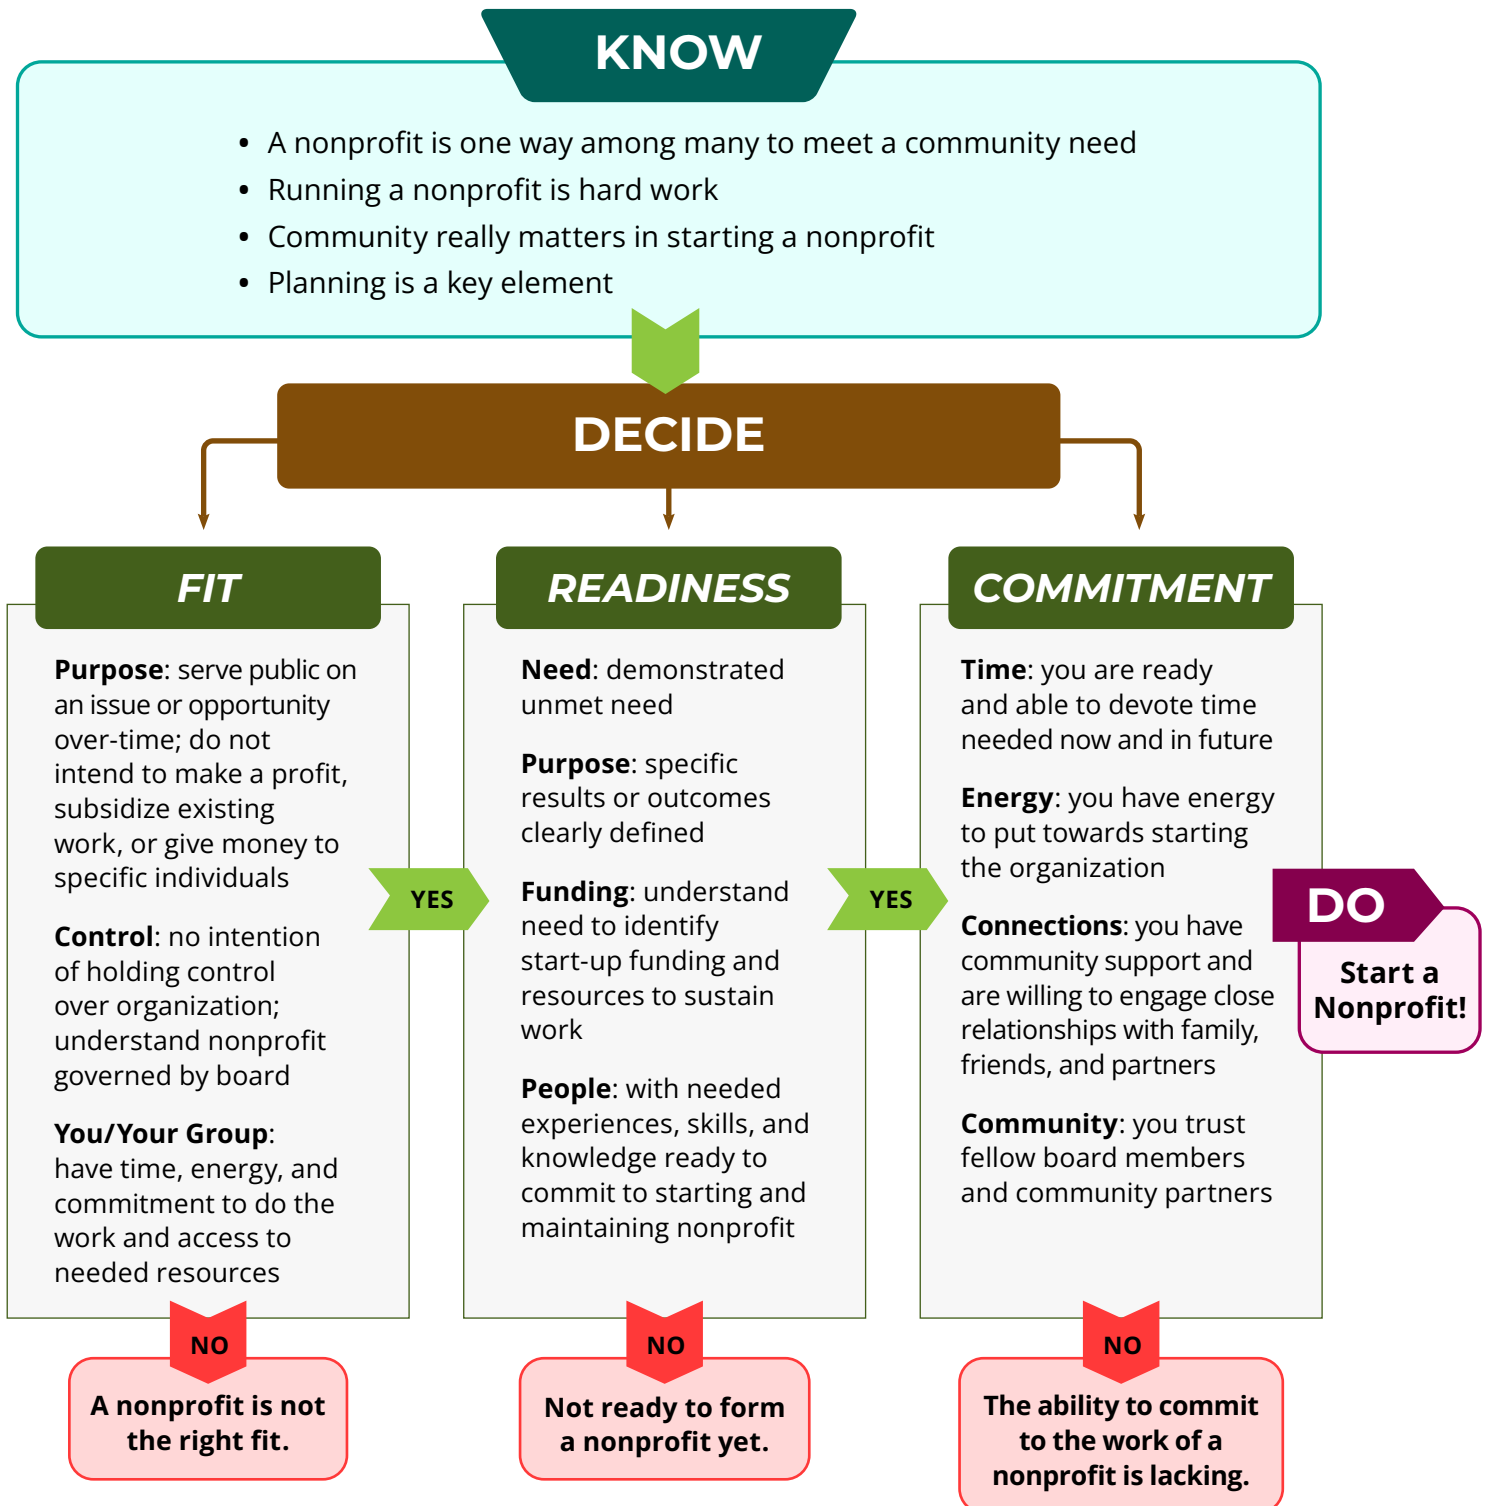 KNOW
• A nonprofit is one way among many to meet a community need
• Running a nonprofit is hard work
• Community really matters in starting a nonprofit
• Planning is a key element
DECIDE
FIT
Purpose: serve public on
an issue or opportunity
over-time; do not
intend to make a profit,
subsidize existing
work, or give money to
specific individuals
Control: no intention
of holding control
over organization;
understand nonprofit
governed by board
You/Your Group:
have time, energy, and
commitment to do the
work and access to
needed resources
YES
NO
A nonprofit is not
the right fit.
READINESS
Need: demonstrated
unmet need
Purpose: specific
results or outcomes
clearly defined
Funding: understand
need to identify
start-up funding and
resources to sustain
work
People: with needed
experiences, skills, and
knowledge ready to
commit to starting and
maintaining nonprofit
YES
NO
Not ready to form
a nonprofit yet.
COMMITMENT
Time: you are ready
and able to devote time
needed now and in future
Energy: you have energy
to put towards starting
the organization
Connections: you have
community support and
are willing to engage close
relationships with family,
friends, and partners
Community: you trust
fellow board members
and community partners
NO
The ability to commit
to the work of a
nonprofit is lacking.
DO
Start a
Nonprofit!